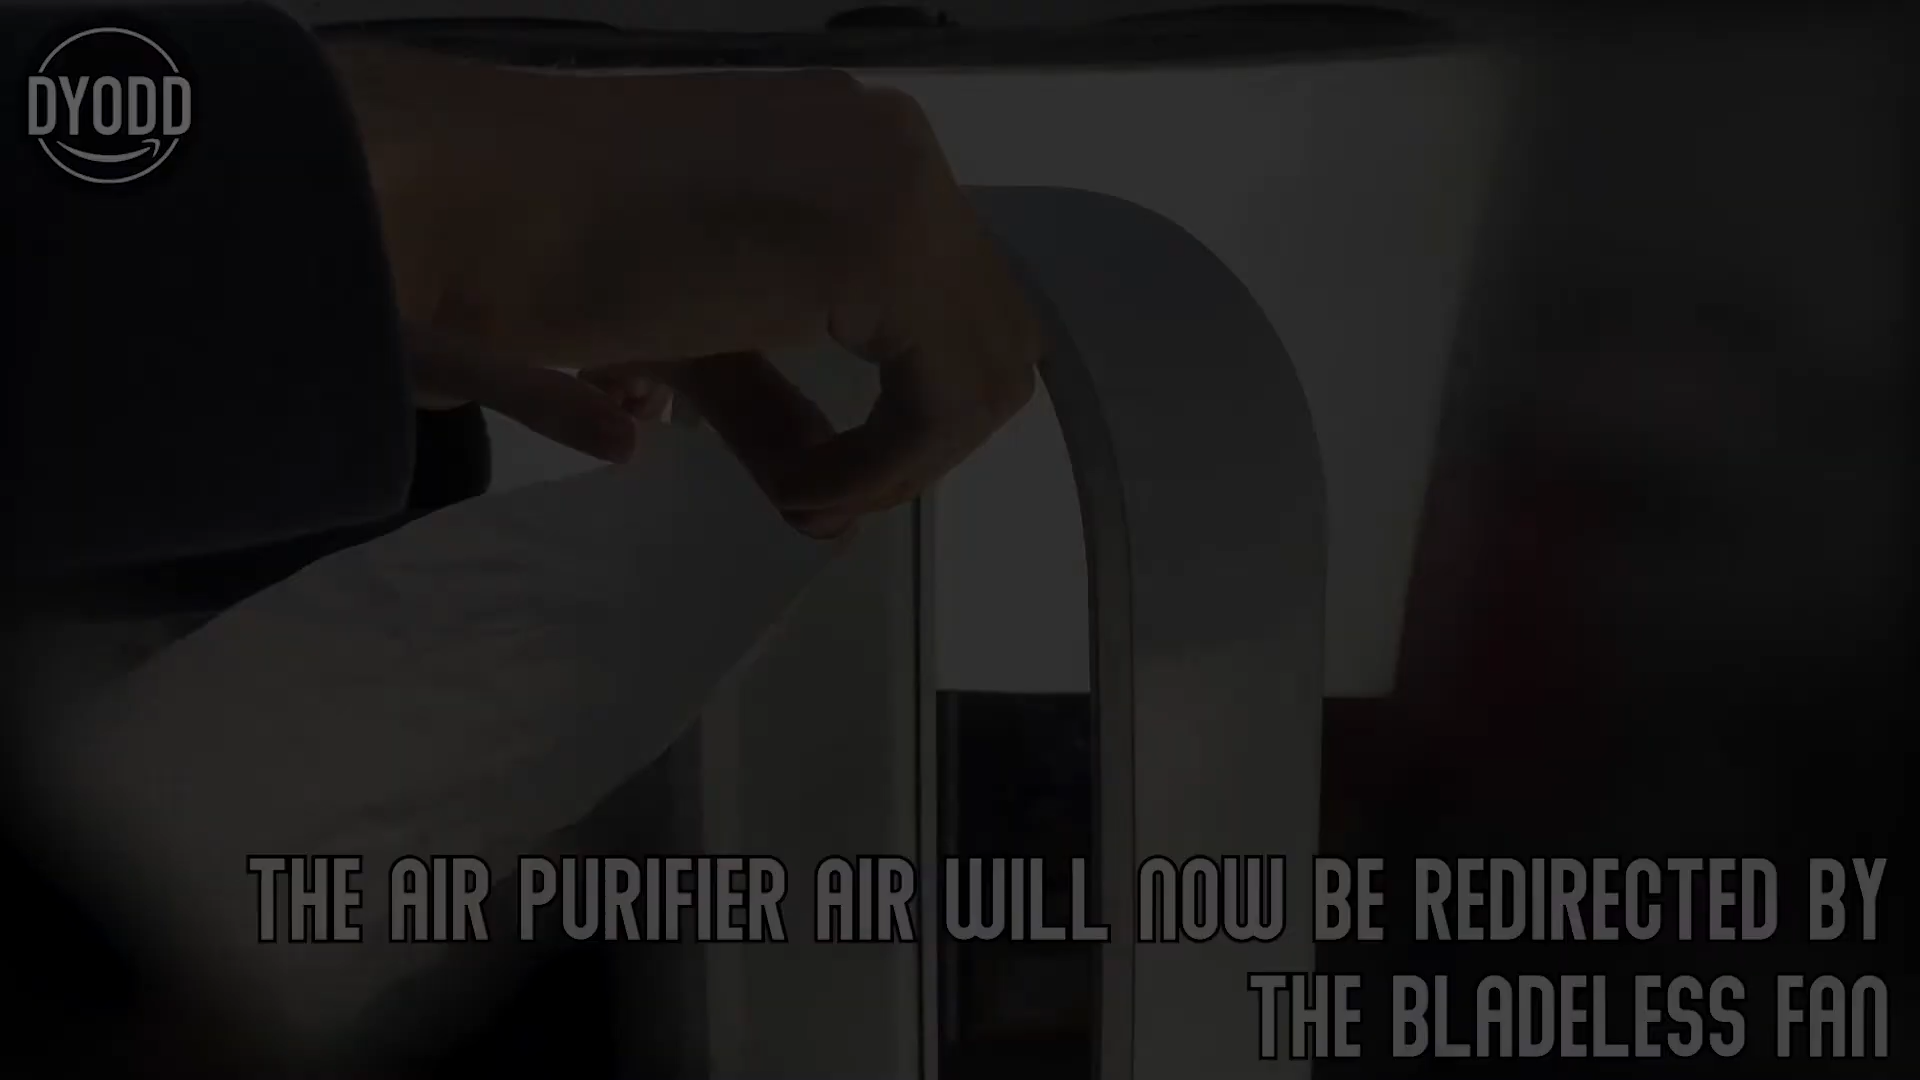 DYODD
THE AIR PURIFIER AIR WILL NOW BE REDIRECTED BY
THE BLADELESS FAN